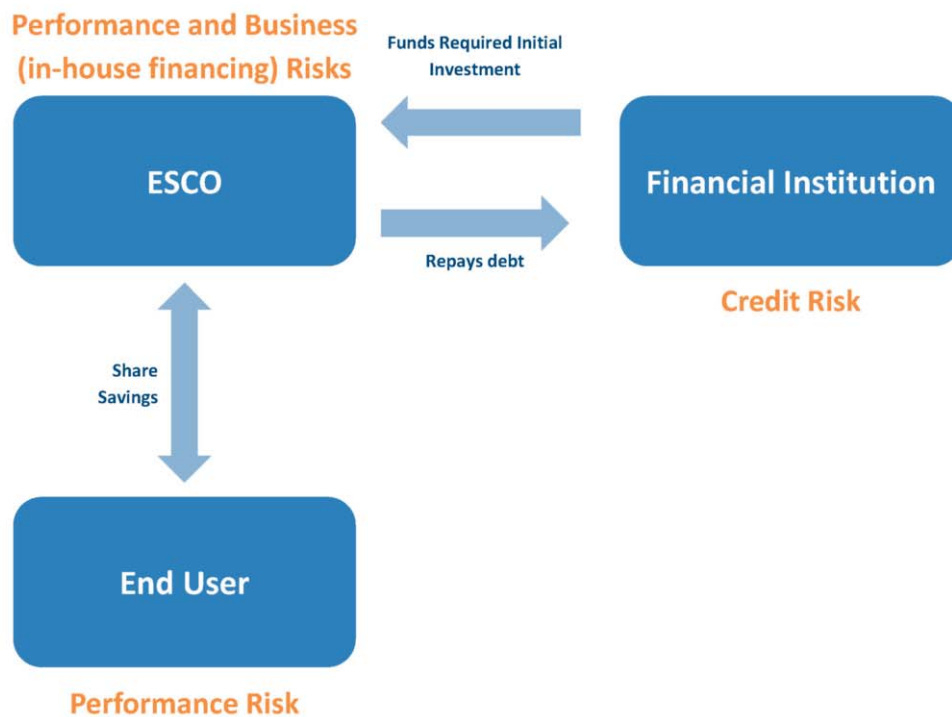 Performance and Business
(in-house financing) Risks
Funds Required Initial
Investment
ESCO
Financial Institution
Repays debt
Credit Risk
Share
Savings
End User
Performance Risk